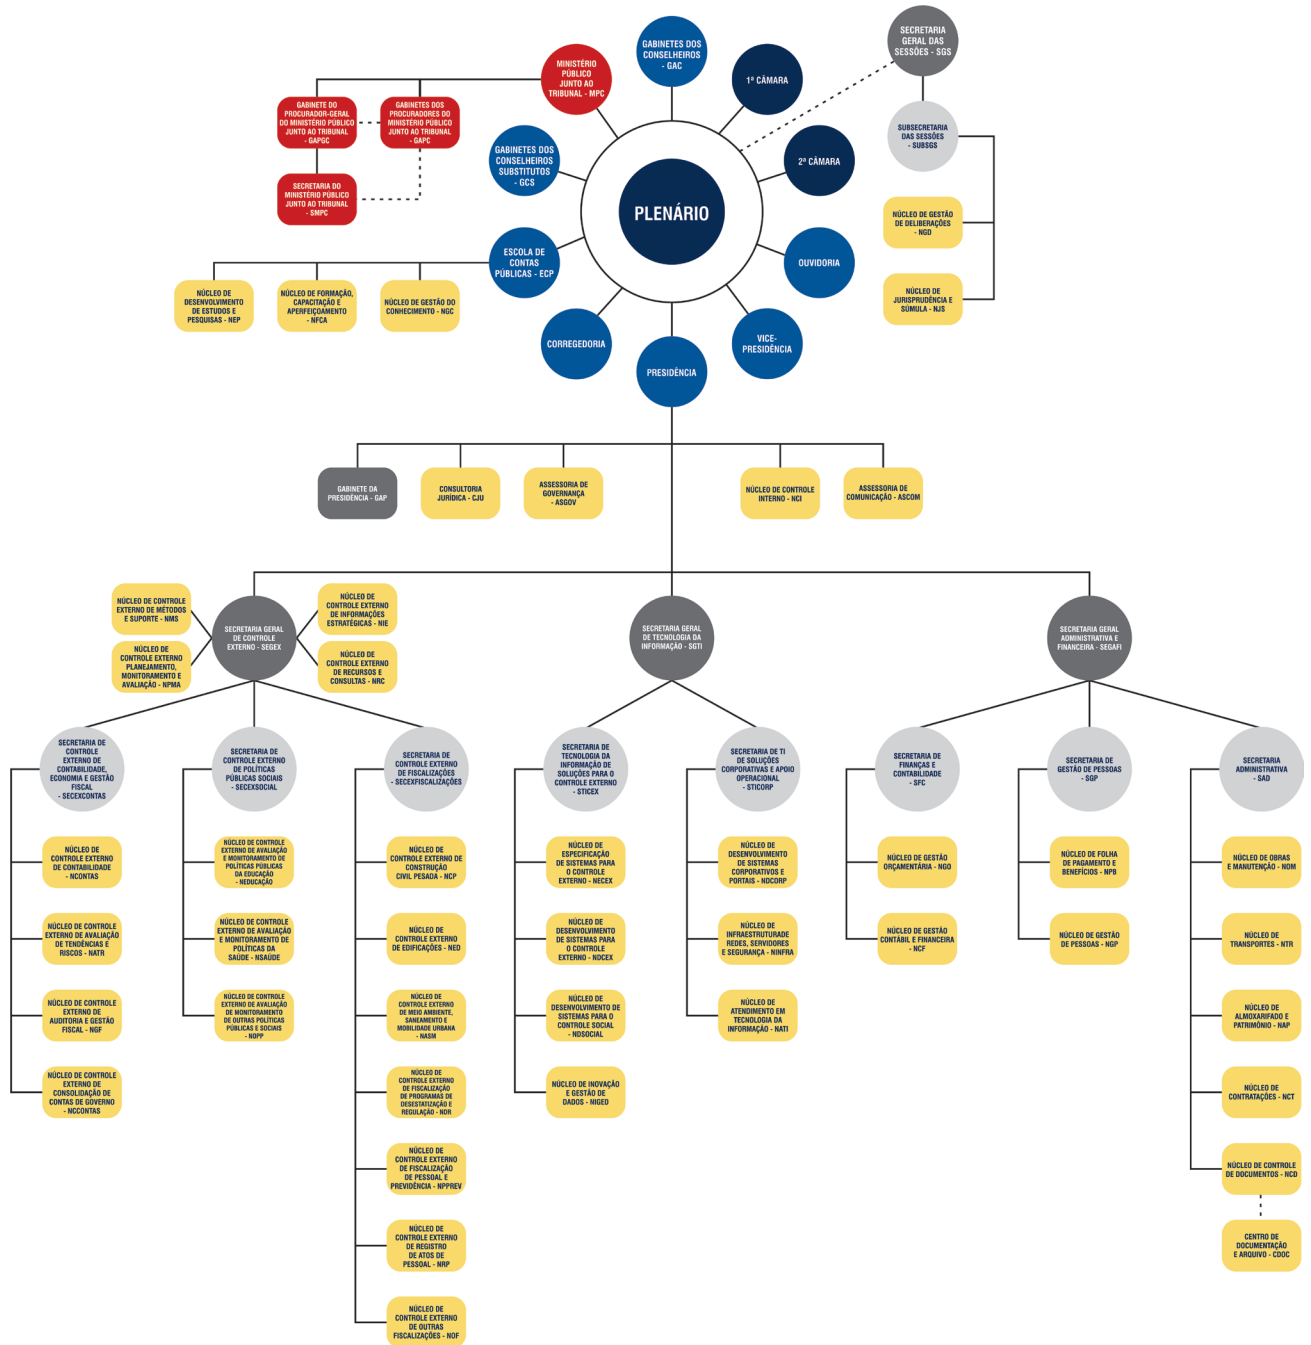 SECRETARIA
GERAL DAS
SESSÕES - SGS
GABINETES DOS
CONSELHEIROS
- GAC
MINISTÉRIO
PÚBLICO
JUNTO AO
TRIBUNAL - MPC
1ª CÂMARA
GABINETE DO
PROCURADOR-GERAL
DO MINISTÉRIO PÚBLICO
JUNTO AO TRIBUNAL
- GAPGC
GABINETES DOS
PROCURADORES DO
MINISTÉRIO PÚBLICO
JUNTO AO TRIBUNAL
- GAPC
SUBSECRETARIA
DAS SESSÕES
- SUBSGS
GABINETES DOS
CONSELHEIROS
SUBSTITUTOS
- GCS
2ª CÂMARA
SECRETARIA DO
MINISTÉRIO PÚBLICO
JUNTO AO TRIBUNAL
- SMPC
PLENÁRIO
NÚCLEO DE GESTÃO
DE DELIBERAÇÕES
- NGD
ESCOLA DE
CONTAS
PÚBLICAS - ECP
OUVIDORIA
NÚCLEO DE
DESENVOLVIMENTO
DE ESTUDOS E
PESQUISAS - NEP
NÚCLEO DE FORMAÇÃO,
CAPACITAÇÃO E
APERFEIÇOAMENTO
- NFCA
NÚCLEO DE GESTÃO DO
CONHECIMENTO - NGC
NÚCLEO DE
JURISPRUDÊNCIA E
SÚMULA - NJS
CORREGEDORIA
VICE-
PRESIDÊNCIA
PRESIDÊNCIA
GABINETE DA
PRESIDÊNCIA - GAP
CONSULTORIA
JURÍDICA - CJU
ASSESSORIA DE
GOVERNANÇA
- ASGOV
NÚCLEO DE CONTROLE
INTERNO - NCI
ASSESSORIA DE
COMUNICAÇÃO - ASCOM
NÚCLEO DE CONTROLE
EXTERNO DE MÉTODOS
E SUPORTE - NMS
NÚCLEO DE
CONTROLE EXTERNO
PLANEJAMENTO,
MONITORAMENTO E
AVALIAÇÃO - NPMA
SECRETARIA GERAL
DE CONTROLE
EXTERNO - SEGEX
NÚCLEO DE
CONTROLE EXTERNO
DE INFORMAÇÕES
ESTRATÉGICAS - NIE
NÚCLEO DE
CONTROLE EXTERNO
DE RECURSOS E
CONSULTAS - NRC
SECRETARIA GERAL
DE TECNOLOGIA DA
INFORMAÇÃO - SGTI
SECRETARIA GERAL
ADMINISTRATIVA E
FINANCEIRA - SEGAFI
SECRETARIA DE
CONTROLE
EXTERNO DE
CONTABILIDADE,
ECONOMIA E GESTÃO
FISCAL
- SECEXCONTAS
SECRETARIA DE
CONTROLE EXTERNO
DE POLÍTICAS
PÚBLICAS SOCIAIS
- SECEXSOCIAL
SECRETARIA DE
CONTROLE EXTERNO
DE FISCALIZAÇÕES
- SECEXFISCALIZAÇÕES
SECRETARIA DE
TECNOLOGIA DA
INFORMAÇÃO DE
SOLUÇÕES PARA O
CONTROLE EXTERNO
- STICEX
SECRETARIA DE TI
DE SOLUÇÕES
CORPORATIVAS E APOIO
OPERACIONAL
- STICORP
SECRETARIA DE
FINANÇAS E
CONTABILIDADE - SFC
SECRETARIA DE
GESTÃO DE
PESSOAS - SGP
SECRETARIA
ADMINISTRATIVA - SAD
NÚCLEO DE
CONTROLE EXTERNO
DE CONTABILIDADE
- NCONTAS
NÚCLEO DE CONTROLE
EXTERNO DE AVALIAÇÃO
E MONITORAMENTO DE
POLÍTICAS PÚBLICAS
DA EDUCAÇÃO
- NEDUCAÇÃO
NÚCLEO DE
CONTROLE EXTERNO DE
CONSTRUÇÃO
CIVIL PESADA - NCP
NÚCLEO DE
ESPECIFICAÇÃO
DE SISTEMAS PARA
O CONTROLE
EXTERNO - NECEX
NÚCLEO DE
DESENVOLVIMENTO
DE SISTEMAS
CORPORATIVOS E
PORTAIS - NDCORP
NÚCLEO DE GESTÃO
ORÇAMENTÁRIA - NGO
NÚCLEO DE FOLHA
DE PAGAMENTO E
BENEFÍCIOS - NPB
NÚCLEO DE OBRAS
E MANUTENÇÃO - NOM
NÚCLEO DE CONTROLE
EXTERNO DE AVALIAÇÃO
DE TENDÊNCIAS E
RISCOS - NATR
NÚCLEO DE CONTROLE
EXTERNO DE AVALIAÇÃO
E MONITORAMENTO DE
POLÍTICAS DA
SAÚDE - NSAÚDE
NÚCLEO DE
CONTROLE EXTERNO
DE EDIFICAÇÕES - NED
NÚCLEO DE
DESENVOLVIMENTO
DE SISTEMAS PARA
O CONTROLE
EXTERNO - NDCEX
NÚCLEO DE
INFRAESTRUTURADE
REDES, SERVIDORES
E SEGURANÇA - NINFRA
NÚCLEO DE GESTÃO
CONTÁBIL E FINANCEIRA
- NCF
NÚCLEO DE GESTÃO
DE PESSOAS - NGP
NÚCLEO DE
TRANSPORTES - NTR
NÚCLEO DE CONTROLE
EXTERNO DE
AUDITORIA E GESTÃO
FISCAL - NGF
NÚCLEO DE CONTROLE
EXTERNO DE AVALIAÇÃO
DE MONITORAMENTO
DE OUTRAS POLÍTICAS
PÚBLICAS E SOCIAIS
- NOPP
NÚCLEO DE
CONTROLE EXTERNO
DE MEIO AMBIENTE,
SANEAMENTO E
MOBILIDADE URBANA
- NASM
NÚCLEO DE
DESENVOLVIMENTO DE
SISTEMAS PARA O
CONTROLE SOCIAL
- NDSOCIAL
NÚCLEO DE
ATENDIMENTO EM
TECNOLOGIA DA
INFORMAÇÃO - NATI
NÚCLEO DE
ALMOXARIFADO E
PATRIMÔNIO - NAP
NÚCLEO DE CONTROLE
EXTERNO DE
CONSOLIDAÇÃO DE
CONTAS DE GOVERNO
- NCCONTAS
NÚCLEO DE
CONTROLE EXTERNO
DE FISCALIZAÇÃO
DE PROGRAMAS DE
DESESTATIZAÇÃO E
REGULAÇÃO - NDR
NÚCLEO DE INOVAÇÃO
E GESTÃO DE
DADOS - NIGED
NÚCLEO DE
CONTRATAÇÕES - NCT
NÚCLEO DE
CONTROLE EXTERNO
DE FISCALIZAÇÃO
DE PESSOAL E
PREVIDÊNCIA - NPPREV
NÚCLEO DE CONTROLE
DE DOCUMENTOS - NCD
NÚCLEO DE
CONTROLE EXTERNO
DE REGISTRO
DE ATOS DE
PESSOAL - NRP
CENTRO DE
DOCUMENTAÇÃO
E ARQUIVO - CDOC
NÚCLEO DE
CONTROLE EXTERNO
DE OUTRAS
FISCALIZAÇÕES - NOF